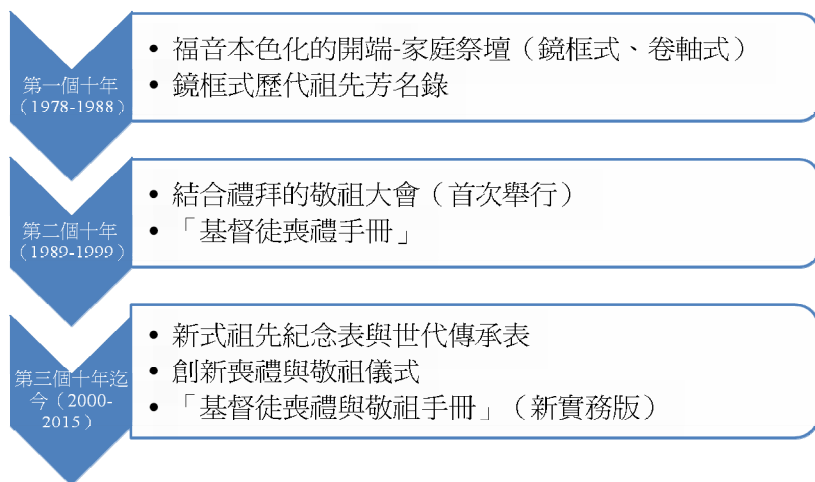 第一個十年
（1978-1988）
• 福音本色化的開端-家庭祭壇（鏡框式、卷軸式）
• 鏡框式歷代祖先芳名錄
第二個十年
（1989-1999）
• 結合禮拜的敬祖大會（首次舉行）
• 「基督徒喪禮手冊」
第三個十年迄
今（2000-
2015）
• 新式祖先紀念表與世代傳承表
• 創新喪禮與敬祖儀式
• 「基督徒喪禮與敬祖手冊」（新實務版）